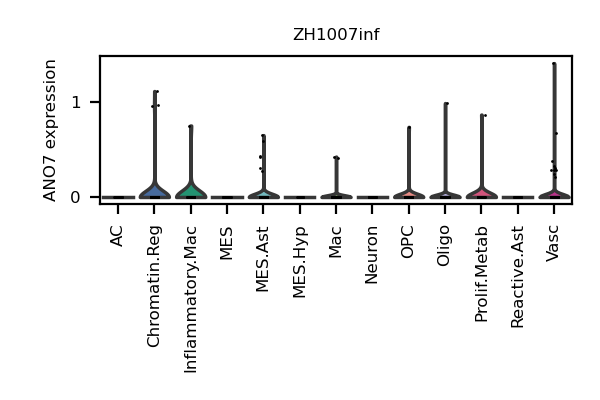 ZH1007inf
ANO7 expression
1
0
AC
Chromatin.Reg
Inflammatory.Mac
MES
MES.Ast
MES.Hyp
Mac
Neuron
OPC
Oligo
Prolif.Metab
Reactive.Ast
Vasc